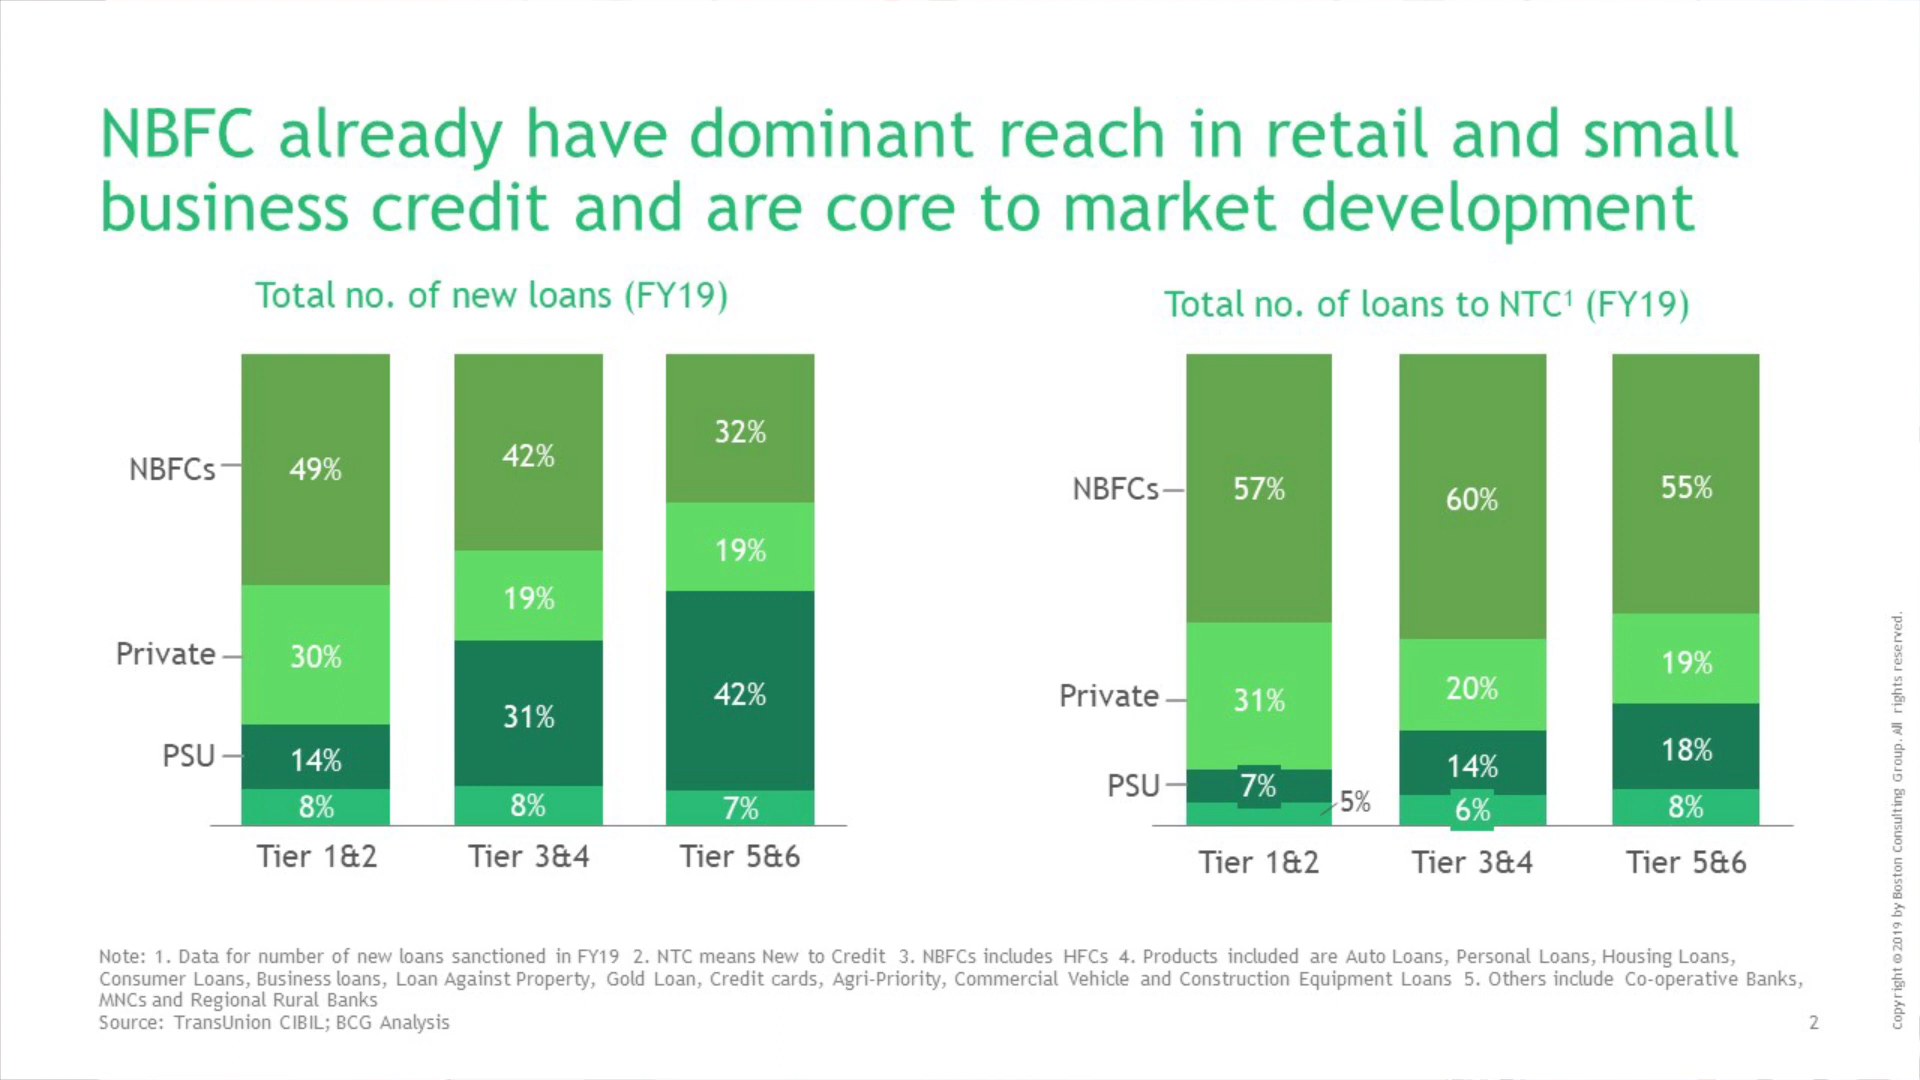 NBFC already have dominant reach in retail and small
business credit and are core to market development
Total no. of new loans (FY19)
NBFCs
Private
PSU
49%
30%
14%
8%
42%
19%
31%
8%
32%
19%
42%
7%
Tier 1&2
Tier 3&4
Tier 5&6
Total no. of loans to NTC¹ (FY19)
NBFCs
Private
PSU
57%
31%
7%
5%
60%
20%
14%
6%
55%
19%
18%
8%
Tier 1&2
Tier 3&4
Tier 5&6
Note: 1. Data for number of new loans sanctioned in FY19 2. NTC means New to Credit 3. NBFCs includes HFCs 4. Products included are Auto Loans, Personal Loans, Housing Loans,
Consumer Loans, Business loans, Loan Against Property, Gold Loan, Credit cards, Agri-Priority, Commercial Vehicle and Construction Equipment Loans 5. Others include Co-operative Banks,
MNCs and Regional Rural Banks
Source: TransUnion CIBIL; BCG Analysis
2
Copyright © 2019 by Boston Consulting Group. All rights reserved.